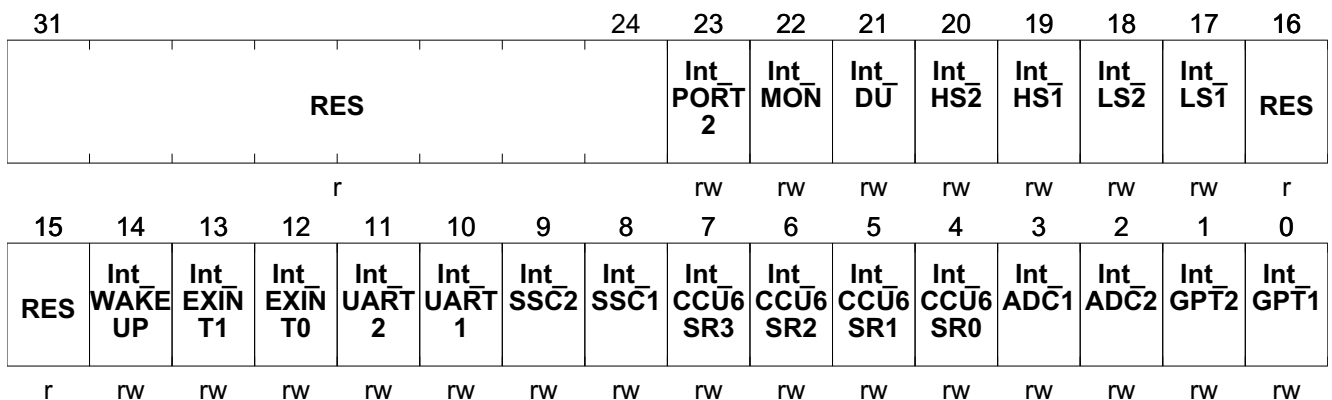 31 24 23 22 21 20 19 18 17 16
RES Int_PORT2 Int_MON Int_DU Int_HS2 Int_HS1 Int_LS2 Int_LS1 RES
r rw rw rw rw rw rw rw r
15 14 13 12 11 10 9 8 7 6 5 4 3 2 1 0
RES Int_WAKEUP Int_EXINT1 Int_EXINT0 Int_UART2 Int_UART1 Int_SSC2 Int_SSC1 Int_CCU6SR3 Int_CCU6SR2 Int_CCU6SR1 Int_CCU6SR0 Int_ADC1 Int_ADC2 Int_GPT2 Int_GPT1
r rw rw rw rw rw rw rw rw rw rw rw rw rw rw rw